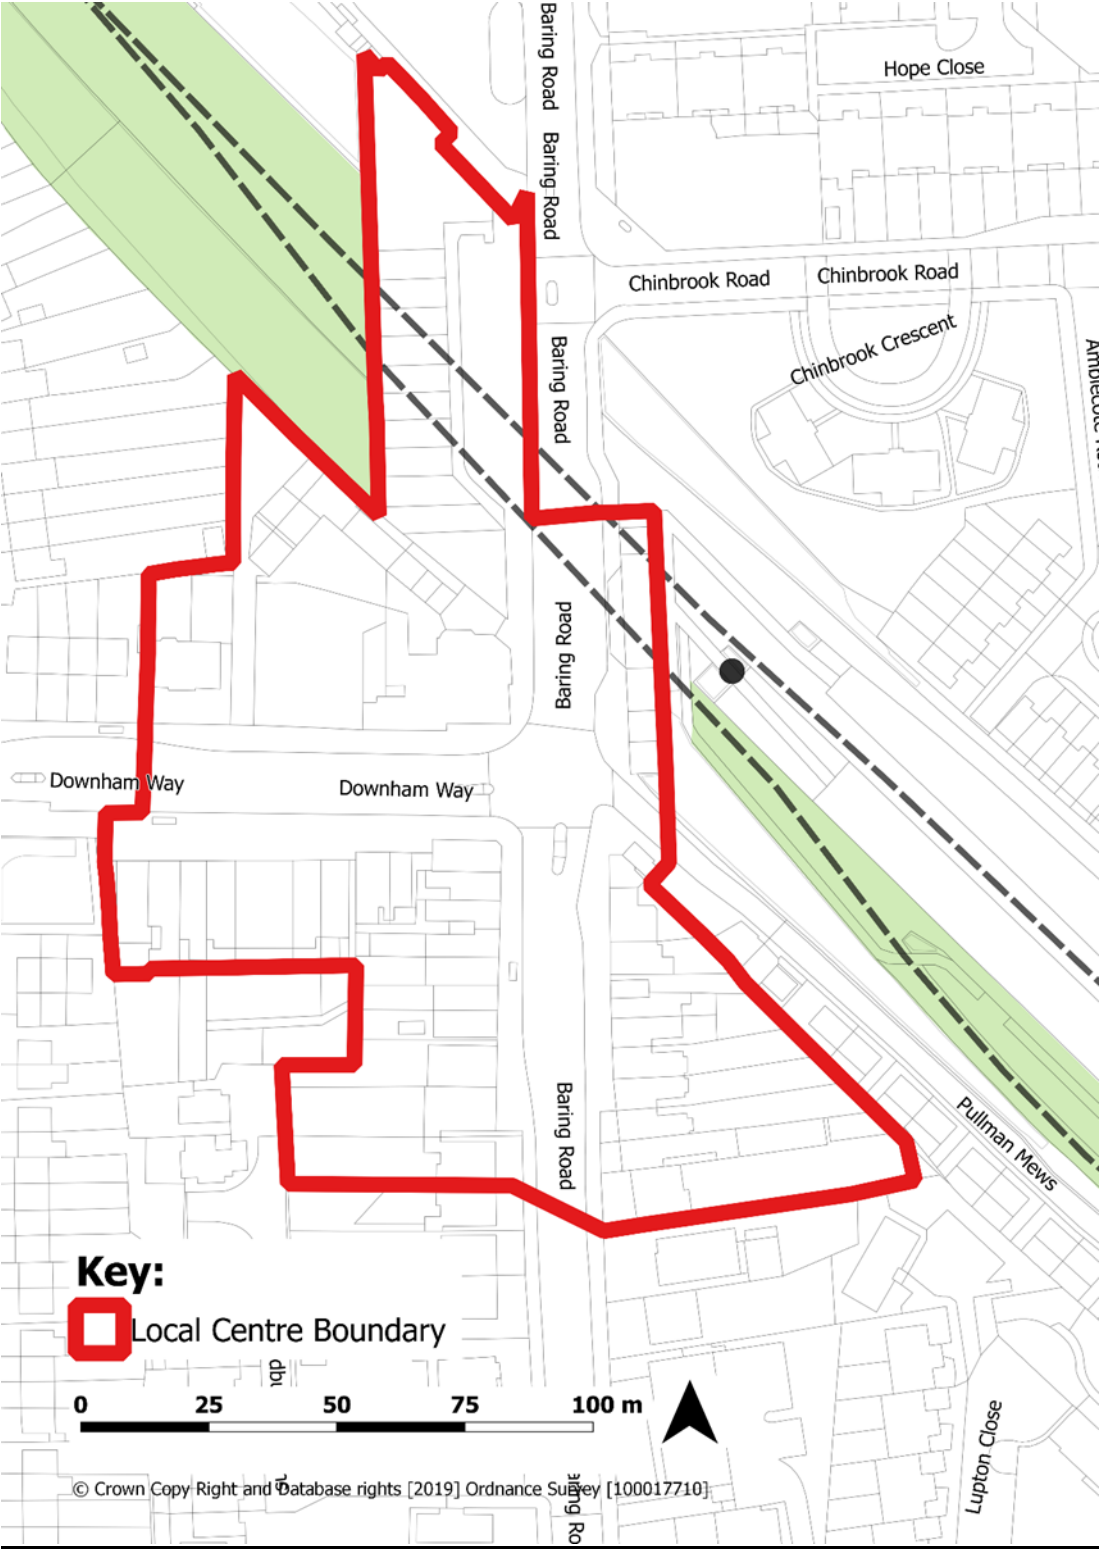 Baring Road
Hope Close
Baring Road
Chinbrook Road
Chinbrook Road
Chinbrook Crescent
Baring Road
Baring Road
Downham Way
Downham Way
Baring Road
Pullman Mews
Key:
Local Centre Boundary
0 25 50 75 100 m
Lupton Close
© Crown Copy Right and Database rights [2019] Ordnance Survey [100017710]